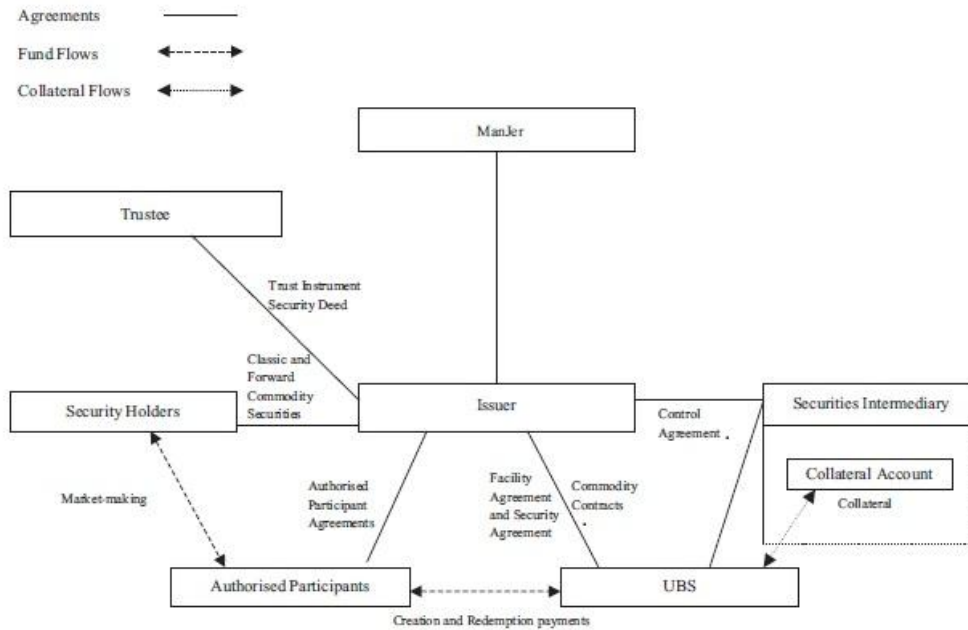 Agreements
Fund Flows
Collateral Flows
ManJer
Trustee
Trust Instrument
Security Deed
Classic and
Forward
Commodity
Securities
Security Holders
Issuer
Securities Intermediary
Control
Agreement
Collateral Account
Collateral
Market-making
Authorised
Participant
Agreements
Facility
Agreement
and Security
Agreement
Commodity
Contracts
Authorised Participants
UBS
Creation and Redemption payments